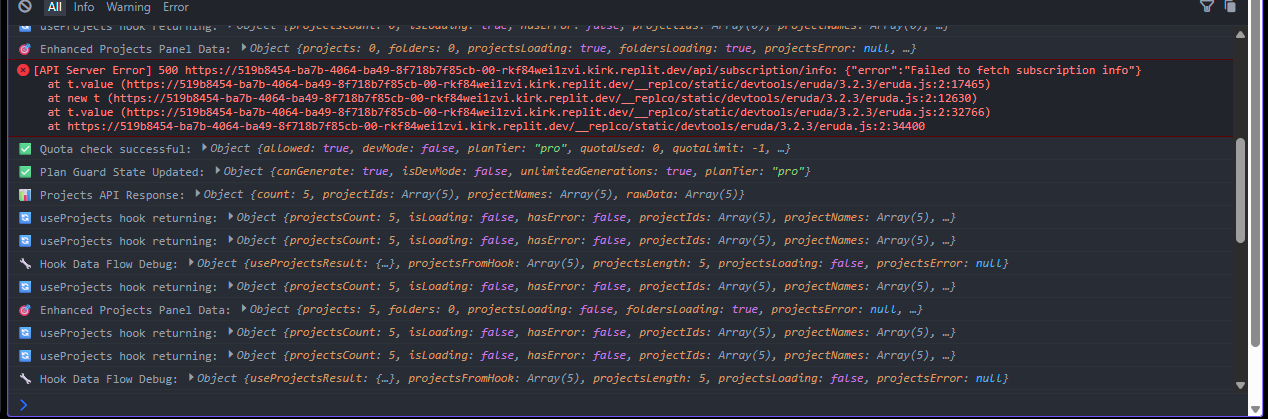 All Info Warning Error
useProjects hook returning: Object {projectsCount: 0, isLoading: true, hasError: false, projectIds: Array(0), projectNames: Array(0), …}
Enhanced Projects Panel Data: Object {projects: 0, folders: 0, projectsLoading: true, foldersLoading: true, projectsError: null, …}
[API Server Error] 500 https://519b8454-ba7b-4064-ba49-8f718b7f85cb-00-rkf84wei1zvi.kirk.replit.dev/api/subscription/info: {"error":"Failed to fetch subscription info"}
at t.value (https://519b8454-ba7b-4064-ba49-8f718b7f85cb-00-rkf84wei1zvi.kirk.replit.dev/__replco/static/devtools/eruda/3.2.3/eruda.js:2:17465)
at new t (https://519b8454-ba7b-4064-ba49-8f718b7f85cb-00-rkf84wei1zvi.kirk.replit.dev/__replco/static/devtools/eruda/3.2.3/eruda.js:2:12630)
at t.value (https://519b8454-ba7b-4064-ba49-8f718b7f85cb-00-rkf84wei1zvi.kirk.replit.dev/__replco/static/devtools/eruda/3.2.3/eruda.js:2:32766)
at https://519b8454-ba7b-4064-ba49-8f718b7f85cb-00-rkf84wei1zvi.kirk.replit.dev/__replco/static/devtools/eruda/3.2.3/eruda.js:2:34400
Quota check successful: Object {allowed: true, devMode: false, planTier: "pro", quotaUsed: 0, quotaLimit: -1, …}
Plan Guard State Updated: Object {canGenerate: true, isDevMode: false, unlimitedGenerations: true, planTier: "pro"}
Projects API Response: Object {count: 5, projectIds: Array(5), projectNames: Array(5), rawData: Array(5)}
useProjects hook returning: Object {projectsCount: 5, isLoading: false, hasError: false, projectIds: Array(5), projectNames: Array(5), …}
useProjects hook returning: Object {projectsCount: 5, isLoading: false, hasError: false, projectIds: Array(5), projectNames: Array(5), …}
Hook Data Flow Debug: Object {useProjectsResult: {…}, projectsFromHook: Array(5), projectsLength: 5, projectsLoading: false, projectsError: null}
useProjects hook returning: Object {projectsCount: 5, isLoading: false, hasError: false, projectIds: Array(5), projectNames: Array(5), …}
Enhanced Projects Panel Data: Object {projects: 5, folders: 0, projectsLoading: false, foldersLoading: true, projectsError: null, …}
useProjects hook returning: Object {projectsCount: 5, isLoading: false, hasError: false, projectIds: Array(5), projectNames: Array(5), …}
useProjects hook returning: Object {projectsCount: 5, isLoading: false, hasError: false, projectIds: Array(5), projectNames: Array(5), …}
Hook Data Flow Debug: Object {useProjectsResult: {…}, projectsFromHook: Array(5), projectsLength: 5, projectsLoading: false, projectsError: null}